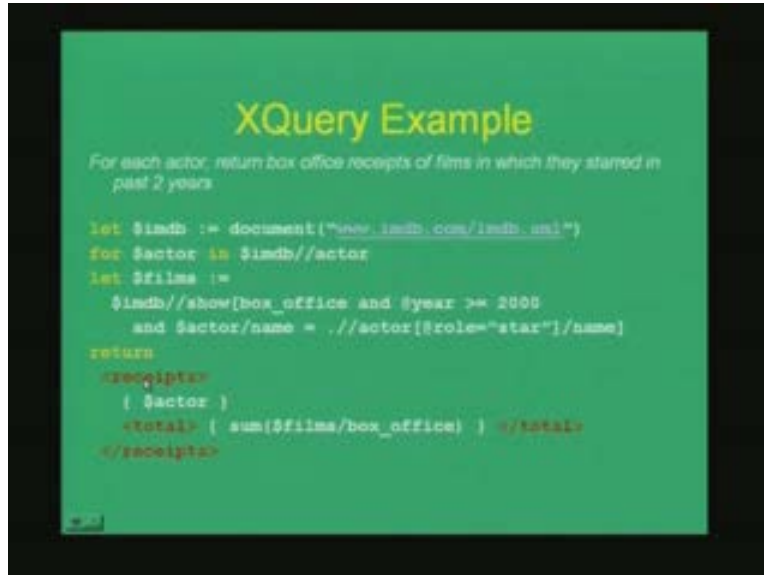 XQuery Example
For each actor, return box office receipts of films in which they starred in
past 2 years
let $imdb := document("www.imdb.com/imdb.xml")
for $actor in $imdb//actor
let $films :=
$imdb//show[box_office and @year >= 2000
and $actor/name = .//actor[@role="star"]/name]
return
<receipts>
{ $actor }
<total> { sum($films/box_office) } </total>
</receipts>